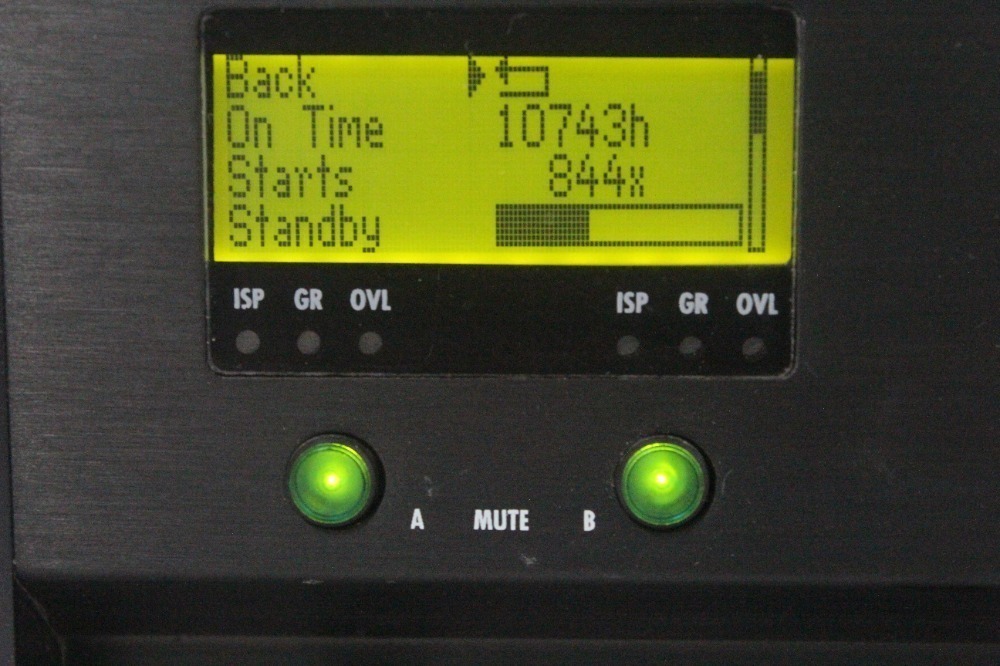 Back
On Time 10743h
Starts 844x
Standby
ISP GR OVL ISP GR OVL
A MUTE B